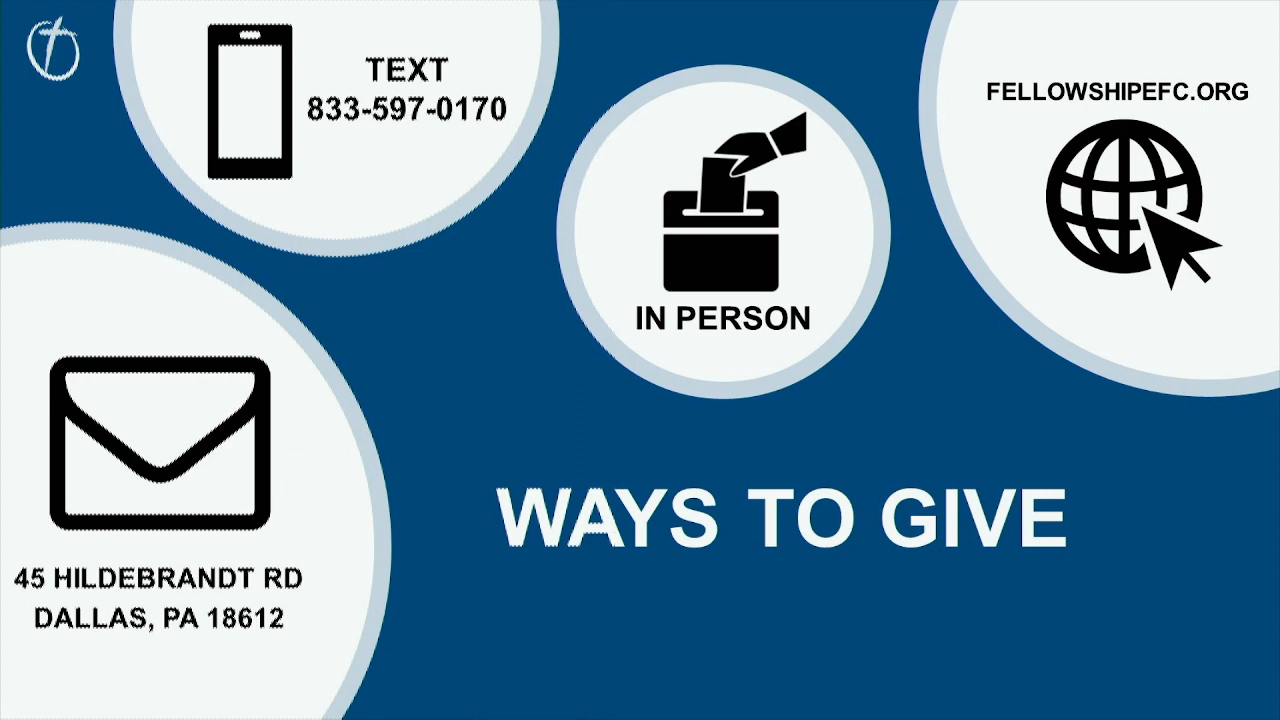 TEXT
833-597-0170
FELLOWSHIPEFC.ORG
IN PERSON
45 HILDEBRANDT RD
DALLAS, PA 18612
WAYS TO GIVE